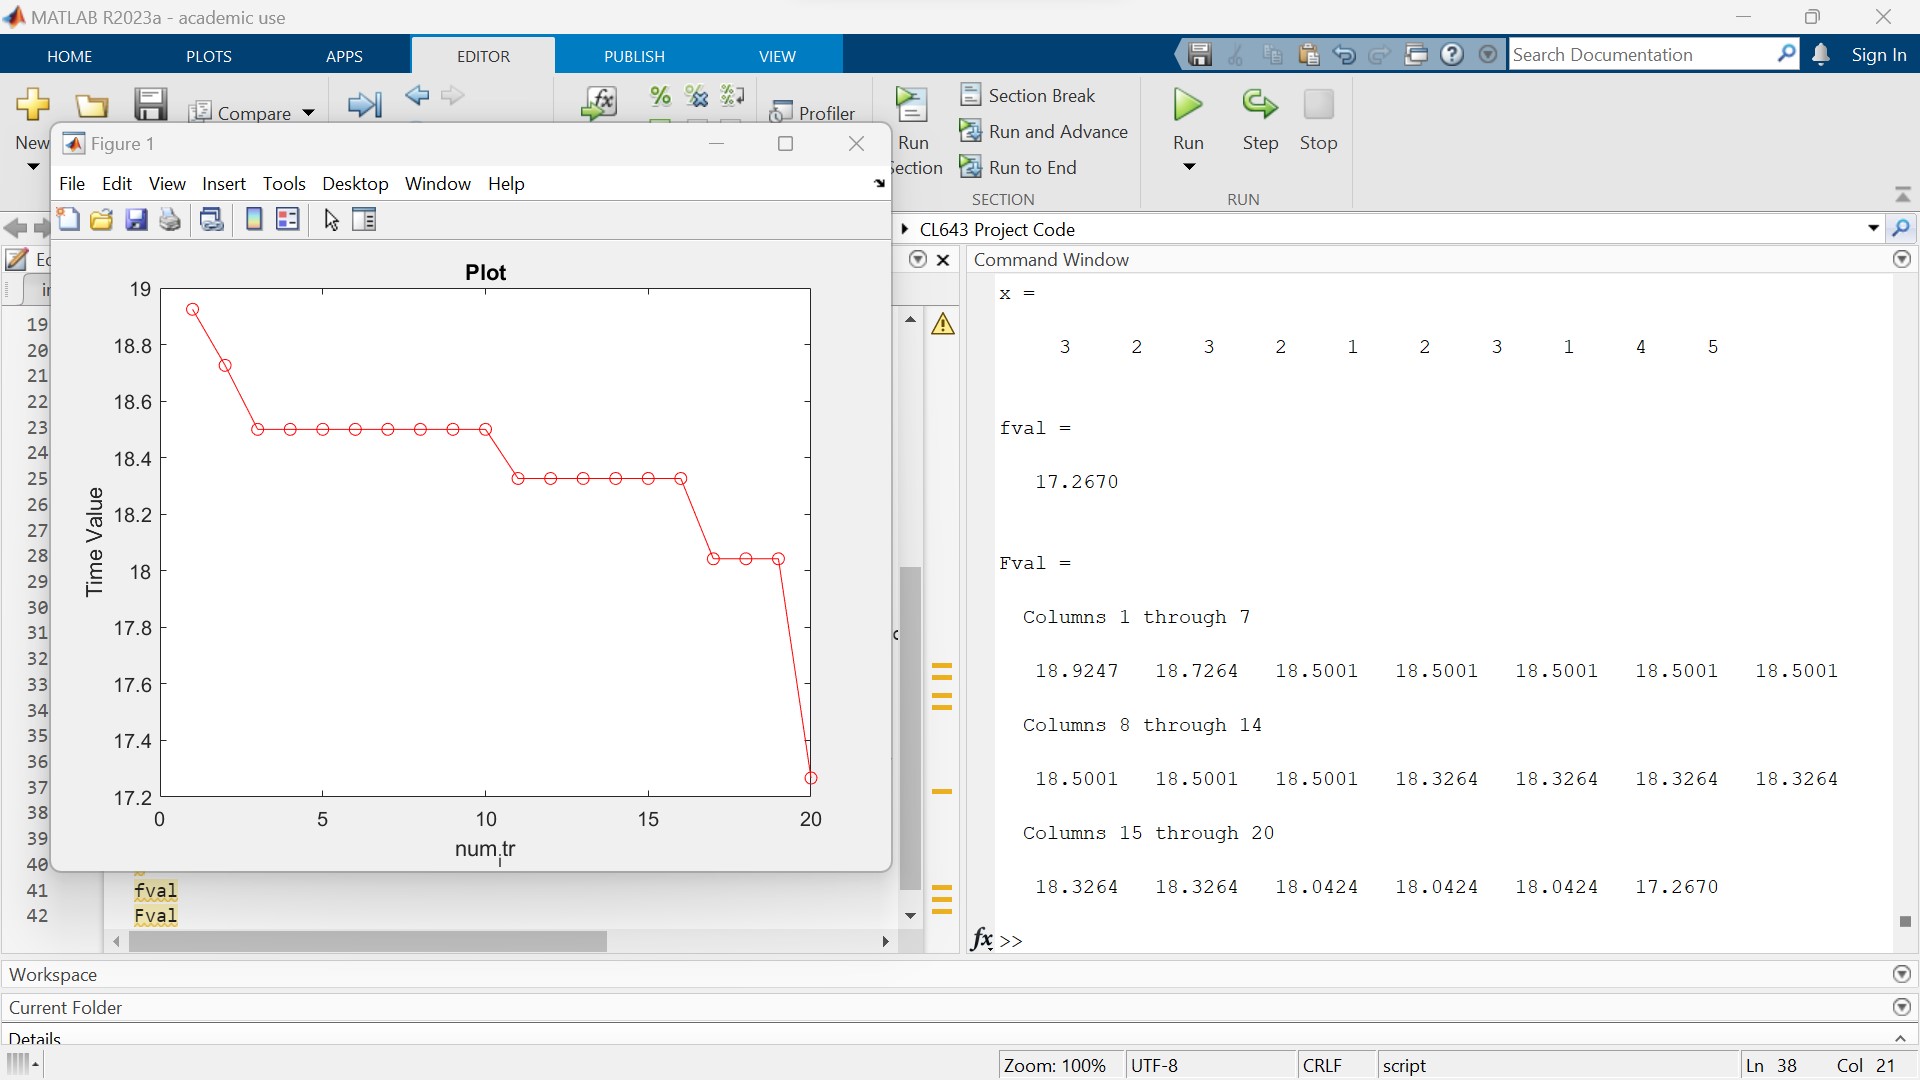 MATLAB R2023a - academic use
HOME PLOTS APPS EDITOR PUBLISH VIEW
Search Documentation
Sign In
New
Compare
Profiler
Run
Section Break
Run and Advance
Run to End
SECTION
Run Step Stop
RUN
CL643 Project Code
Figure 1
File Edit View Insert Tools Desktop Window Help
Plot
19
18.8
18.6
18.4
18.2
18
17.8
17.6
17.4
17.2
Time Value
0 5 10 15 20
num_itr
19
20
21
22
23
24
25
26
27
28
29
30
31
32
33
34
35
36
37
38
39
40
41 fval
42 Fval
Command Window
x =
3 2 3 2 1 2 3 1 4 5
fval =
17.2670
Fval =
Columns 1 through 7
18.9247 18.7264 18.5001 18.5001 18.5001 18.5001 18.5001
Columns 8 through 14
18.5001 18.5001 18.5001 18.3264 18.3264 18.3264 18.3264
Columns 15 through 20
18.3264 18.3264 18.0424 18.0424 18.0424 17.2670
fx >>
Workspace
Current Folder
Details
Zoom: 100% UTF-8 CRLF script Ln 38 Col 21